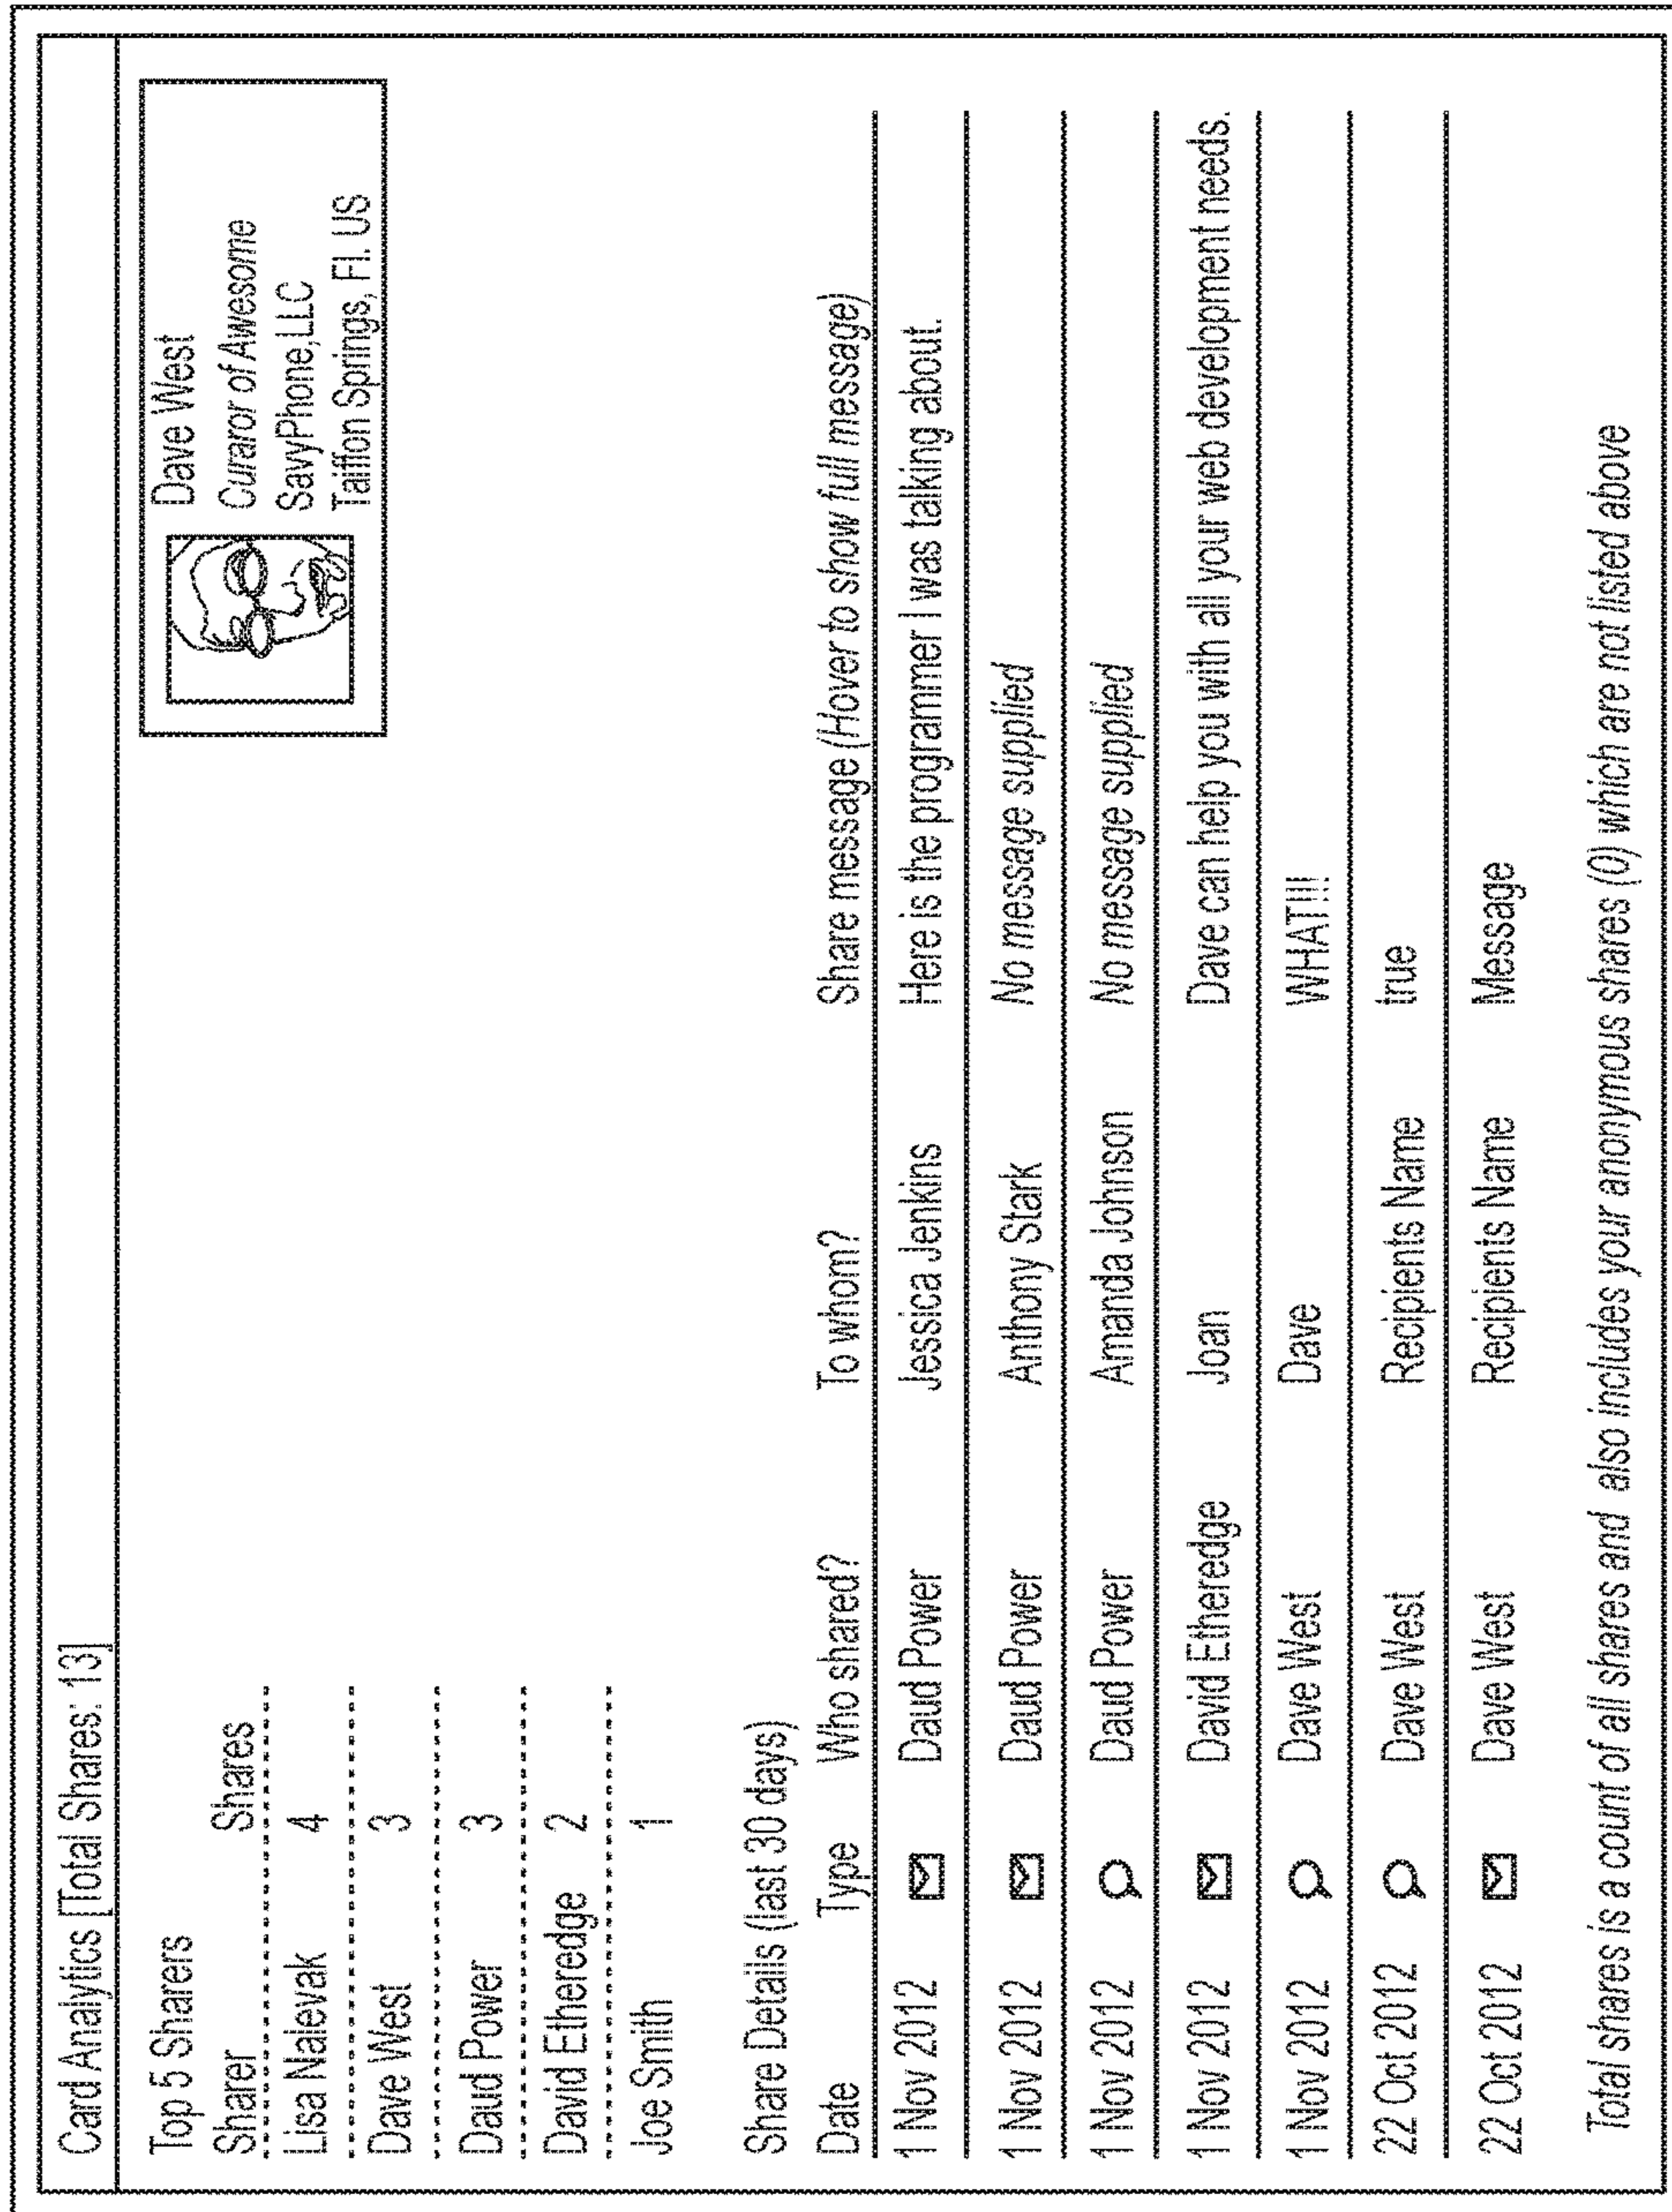 Card Analytics [Total Shares: 13]
Dave West
Curaror of Awesome
SavyPhone,LLC
Taiffon Springs, Fl. US
Top 5 Sharers
Sharer Shares
Lisa Nalevak 4
Dave West 3
Daud Power 3
David Etheredge 2
Joe Smith 1
Share Details (last 30 days)
Date Type Who shared? To whom? Share message (Hover to show full message)
1 Nov 2012 Daud Power Jessica Jenkins Here is the programmer I was talking about.
1 Nov 2012 Daud Power Anthony Stark No message supplied
1 Nov 2012 Daud Power Amanda Johnson No message supplied
1 Nov 2012 David Etheredge Joan Dave can help you with all your web development needs.
1 Nov 2012 Dave West Dave WHAT!!!!
22 Oct 2012 Dave West Recipients Name true
22 Oct 2012 Dave West Recipients Name Message
Total shares is a count of all shares and also includes your anonymous shares (0) which are not listed above